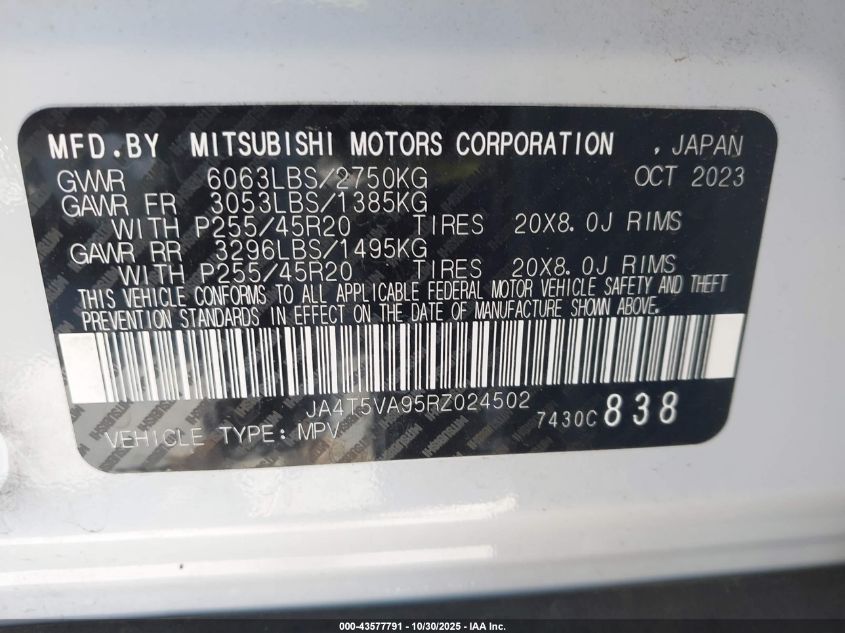 MFD.BY MITSUBISHI MOTORS CORPORATION , JAPAN
GVWR 6063LBS/2750KG OCT 2023
GAWR FR 3053LBS/1385KG
WITH P255/45R20 TIRES 20X8.0J RIMS
GAWR RR 3296LBS/1495KG
WITH P255/45R20 TIRES 20X8.0J RIMS
THIS VEHICLE CONFORMS TO ALL APPLICABLE FEDERAL MOTOR VEHICLE SAFETY AND THEFT
PREVENTION STANDARDS IN EFFECT ON THE DATE OF MANUFACTURE SHOWN ABOVE.
JA4T5VA95RZ024502
7430C 838
VEHICLE TYPE: MPV
000-43577791 - 10/30/2025 - IAA Inc.